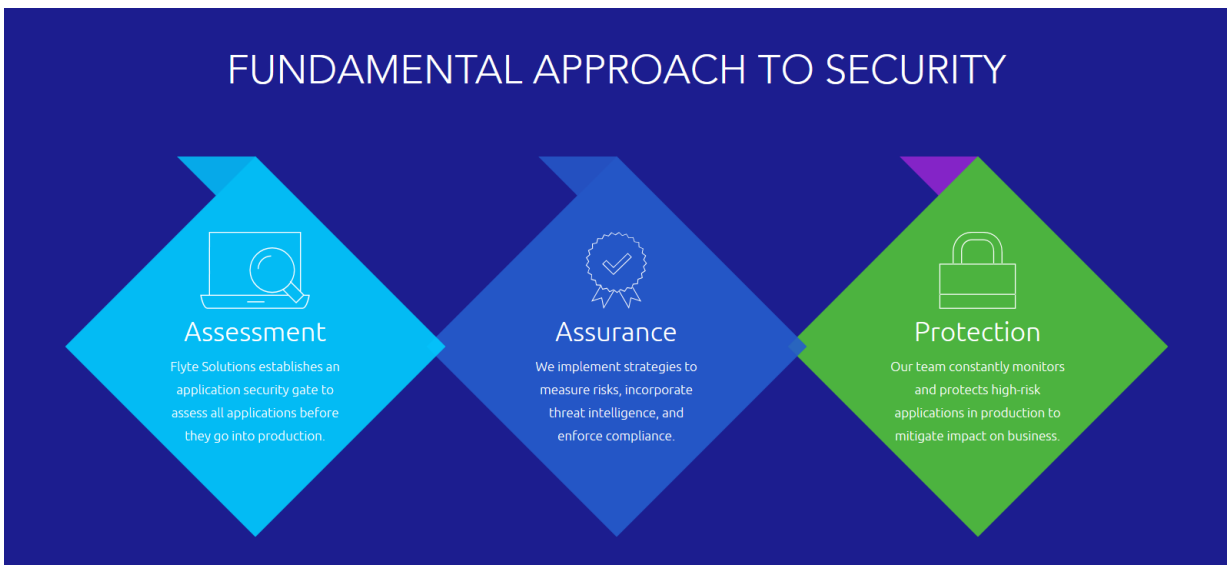 FUNDAMENTAL APPROACH TO SECURITY
Assessment
Flyte Solutions establishes an
application security gate to
assess all applications before
they go into production.
Assurance
We implement strategies to
measure risks, incorporate
threat intelligence, and
enforce compliance.
Protection
Our team constantly monitors
and protects high-risk
applications in production to
mitigate impact on business.